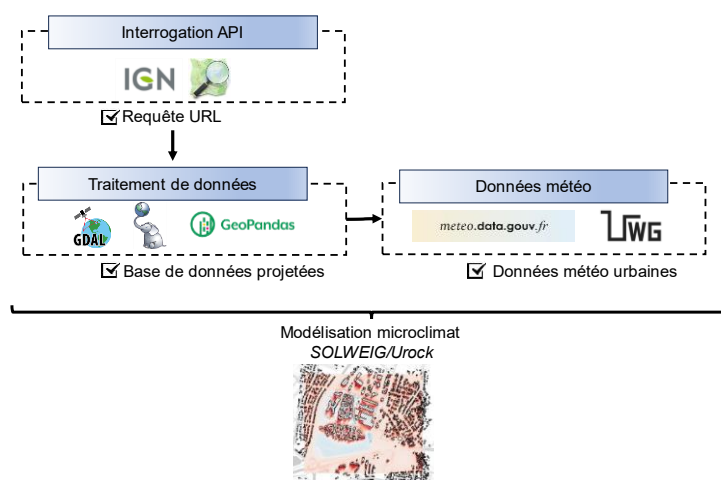 Interrogation API
IGN
Requête URL
Traitement de données
GDAL
GeoPandas
Base de données projetées
Données météo
meteo.data.gouv.fr
UWG
Données météo urbaines
Modélisation microclimat
SOLWEIG/Urock